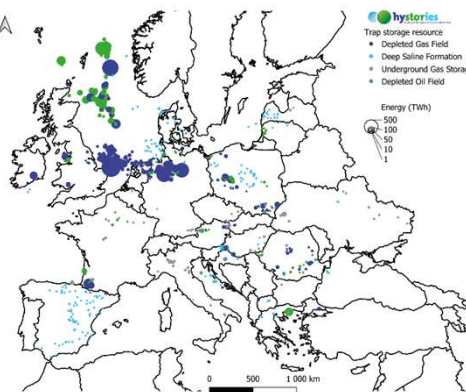 hystories
Trap storage resource
Depleted Gas Field
Deep Saline Formation
Underground Gas Storag
Depleted Oil Field
Energy (TWh)
500
100
50
10
1
0 500 1 000 km